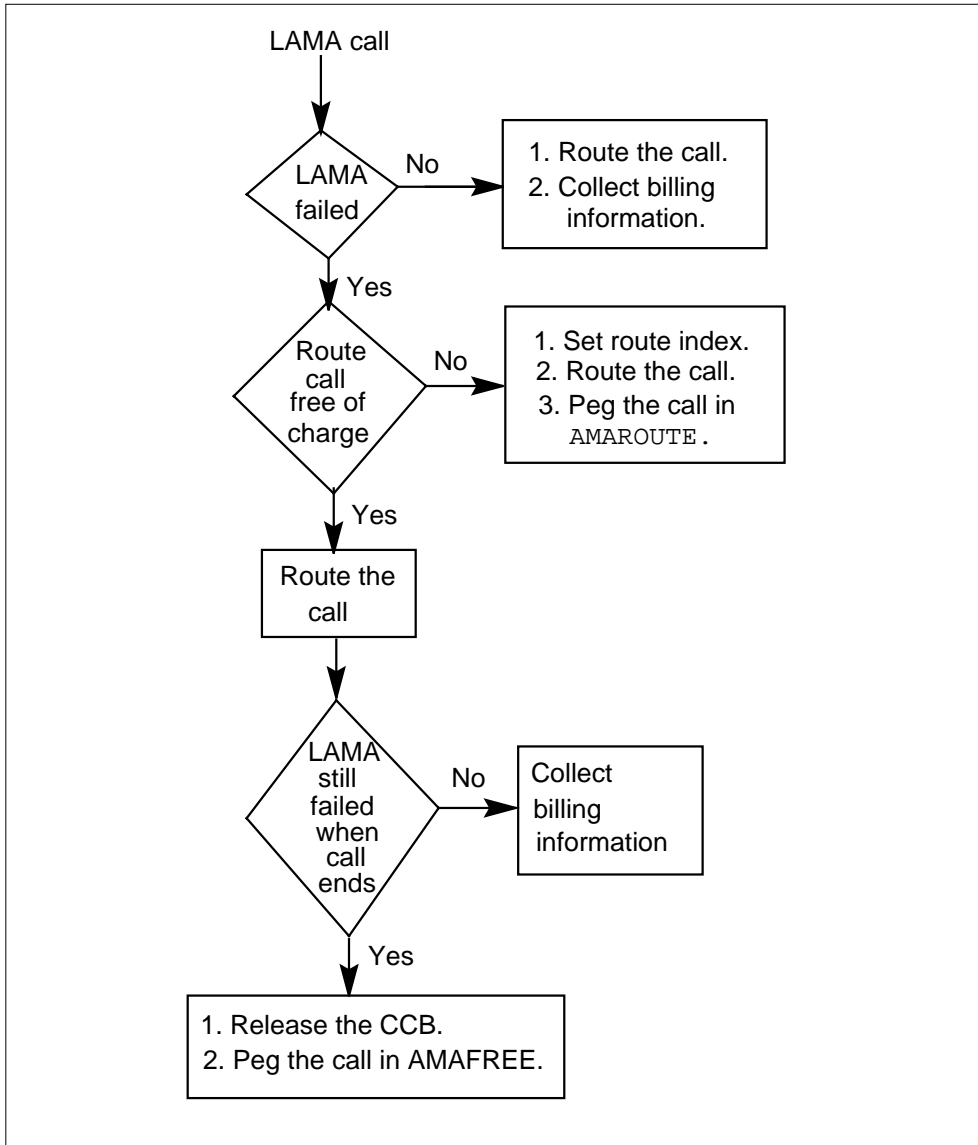 LAMA call
LAMA
failed
No
1. Route the call.
2. Collect billing
information.
Yes
Route
call
free of
charge
No
1. Set route index.
2. Route the call.
3. Peg the call in
AMAROUTE.
Yes
Route the
call
LAMA
still
failed
when
call
ends
No
Collect
billing
information
Yes
1. Release the CCB.
2. Peg the call in AMAFREE.